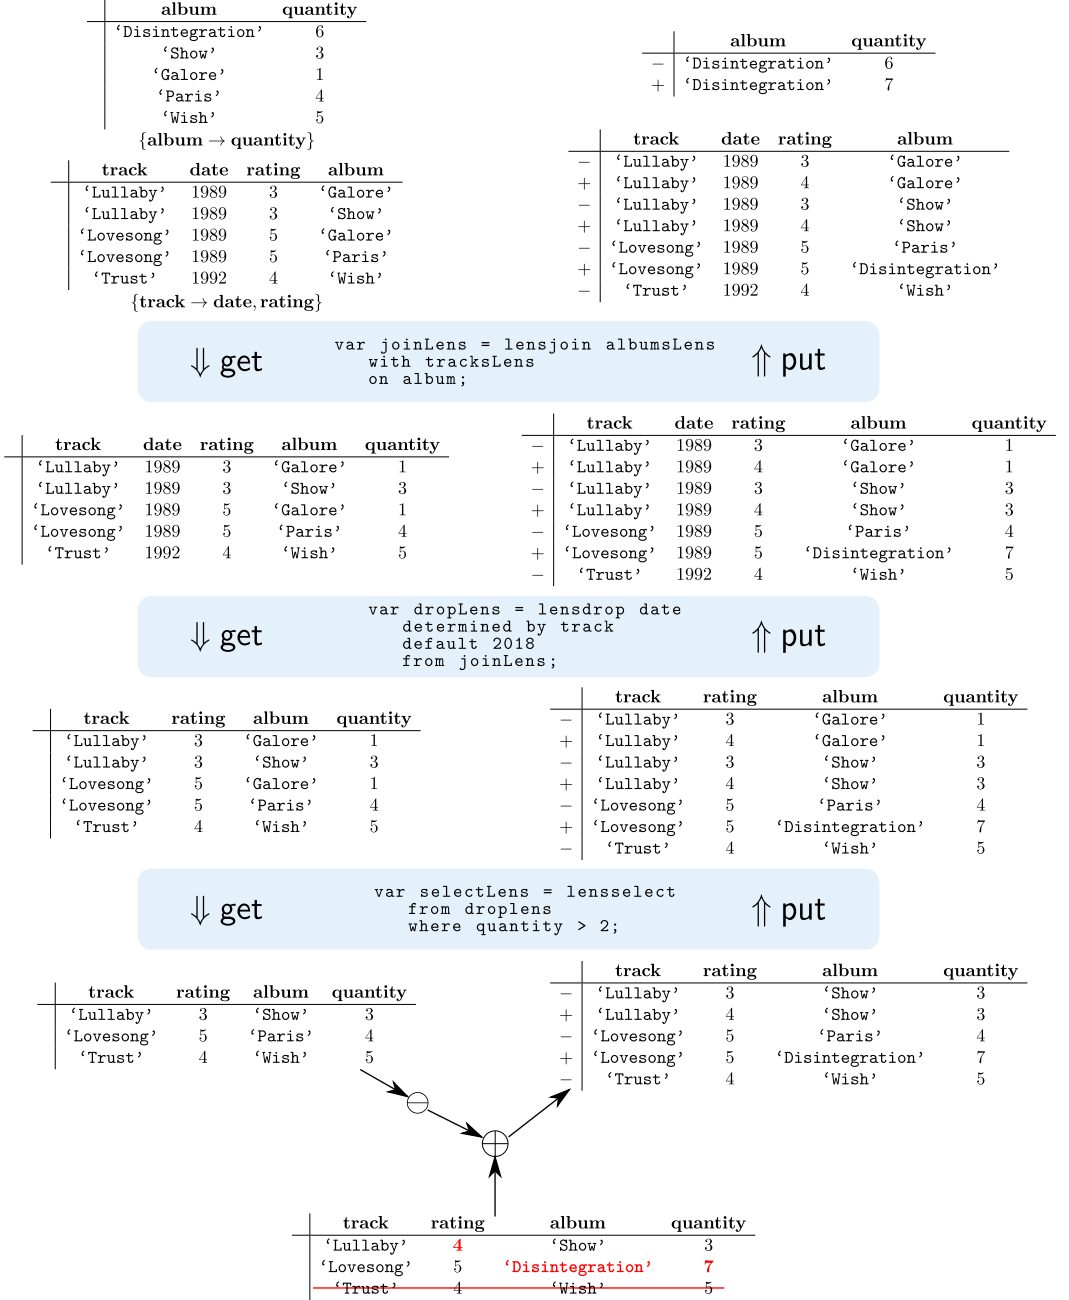 album quantity
‘Disintegration’ 6
‘Show’ 3
‘Galore’ 1
‘Paris’ 4
‘Wish’ 5
{album → quantity}
track date rating album
‘Lullaby’ 1989 3 ‘Galore’
‘Lullaby’ 1989 3 ‘Show’
‘Lovesong’ 1989 5 ‘Galore’
‘Lovesong’ 1989 5 ‘Paris’
‘Trust’ 1992 4 ‘Wish’
{track → date, rating}
album quantity
− ‘Disintegration’ 6
+ ‘Disintegration’ 7
track date rating album
− ‘Lullaby’ 1989 3 ‘Galore’
+ ‘Lullaby’ 1989 4 ‘Galore’
− ‘Lullaby’ 1989 3 ‘Show’
+ ‘Lullaby’ 1989 4 ‘Show’
− ‘Lovesong’ 1989 5 ‘Paris’
+ ‘Lovesong’ 1989 5 ‘Disintegration’
− ‘Trust’ 1992 4 ‘Wish’
⇓ get
var joinLens = lensjoin albumsLens
with tracksLens
on album;
⇑ put
track date rating album quantity
‘Lullaby’ 1989 3 ‘Galore’ 1
‘Lullaby’ 1989 3 ‘Show’ 3
‘Lovesong’ 1989 5 ‘Galore’ 1
‘Lovesong’ 1989 5 ‘Paris’ 4
‘Trust’ 1992 4 ‘Wish’ 5
track date rating album quantity
− ‘Lullaby’ 1989 3 ‘Galore’ 1
+ ‘Lullaby’ 1989 4 ‘Galore’ 1
− ‘Lullaby’ 1989 3 ‘Show’ 3
+ ‘Lullaby’ 1989 4 ‘Show’ 3
− ‘Lovesong’ 1989 5 ‘Paris’ 4
+ ‘Lovesong’ 1989 5 ‘Disintegration’ 7
− ‘Trust’ 1992 4 ‘Wish’ 5
⇓ get
var dropLens = lensdrop date
determined by track
default 2018
from joinLens;
⇑ put
track rating album quantity
‘Lullaby’ 3 ‘Galore’ 1
‘Lullaby’ 3 ‘Show’ 3
‘Lovesong’ 5 ‘Galore’ 1
‘Lovesong’ 5 ‘Paris’ 4
‘Trust’ 4 ‘Wish’ 5
track rating album quantity
− ‘Lullaby’ 3 ‘Galore’ 1
+ ‘Lullaby’ 4 ‘Galore’ 1
− ‘Lullaby’ 3 ‘Show’ 3
+ ‘Lullaby’ 4 ‘Show’ 3
− ‘Lovesong’ 5 ‘Paris’ 4
+ ‘Lovesong’ 5 ‘Disintegration’ 7
− ‘Trust’ 4 ‘Wish’ 5
⇓ get
var selectLens = lensselect
from droplens
where quantity > 2;
⇑ put
track rating album quantity
‘Lullaby’ 3 ‘Show’ 3
‘Lovesong’ 5 ‘Paris’ 4
‘Trust’ 4 ‘Wish’ 5
track rating album quantity
− ‘Lullaby’ 3 ‘Show’ 3
+ ‘Lullaby’ 4 ‘Show’ 3
− ‘Lovesong’ 5 ‘Paris’ 4
+ ‘Lovesong’ 5 ‘Disintegration’ 7
− ‘Trust’ 4 ‘Wish’ 5
⊖
⊕
track rating album quantity
‘Lullaby’ 4 ‘Show’ 3
‘Lovesong’ 5 ‘Disintegration’ 7
‘Trust’ 4 ‘Wish’ 5